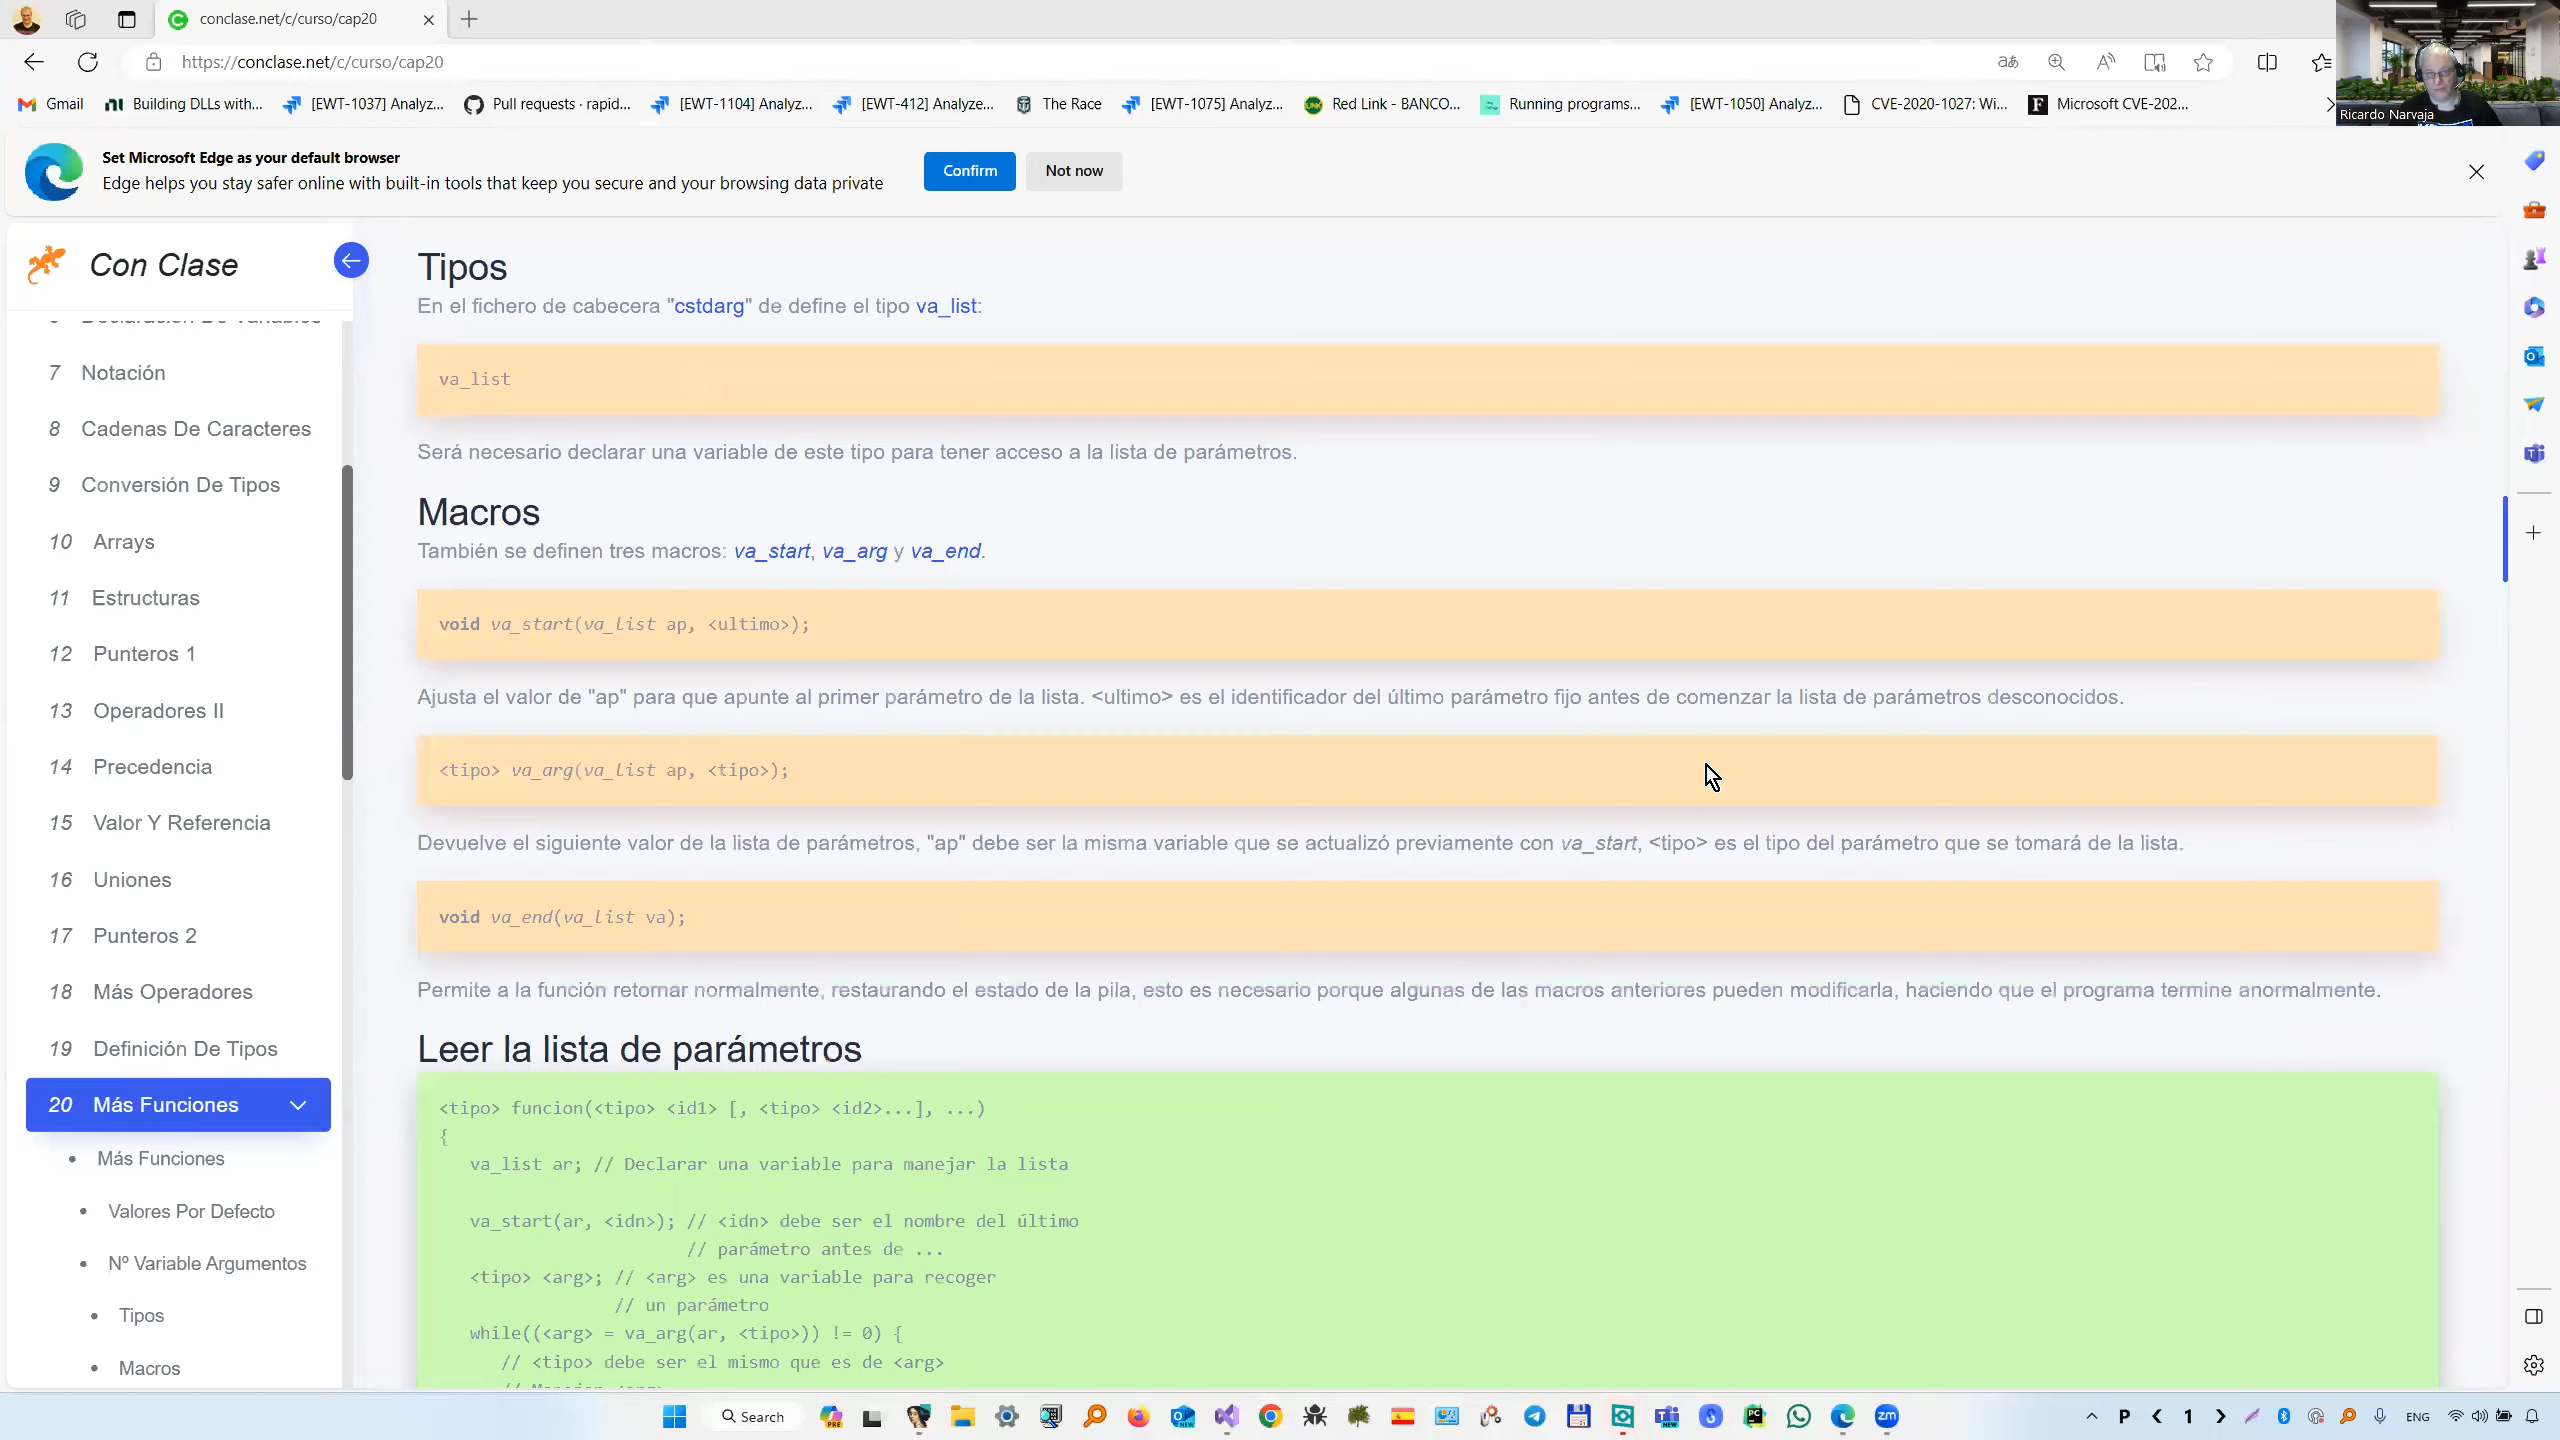 conclase.net/c/curso/cap20
https://conclase.net/c/curso/cap20
Gmail
Building DLLs with...
[EWT-1037] Analyz...
Pull requests · rapid...
[EWT-1104] Analyz...
[EWT-412] Analyze...
The Race
[EWT-1075] Analyz...
Red Link - BANCO...
Running programs...
[EWT-1050] Analyz...
CVE-2020-1027: Wi...
Microsoft CVE-202...
Ricardo Narvaja
Set Microsoft Edge as your default browser
Edge helps you stay safer online with built-in tools that keep you secure and your browsing data private
Confirm
Not now
Con Clase
7 Notación
8 Cadenas De Caracteres
9 Conversión De Tipos
10 Arrays
11 Estructuras
12 Punteros 1
13 Operadores II
14 Precedencia
15 Valor Y Referencia
16 Uniones
17 Punteros 2
18 Más Operadores
19 Definición De Tipos
20 Más Funciones
• Más Funciones
• Valores Por Defecto
• Nº Variable Argumentos
• Tipos
• Macros
Tipos
En el fichero de cabecera "cstdarg" de define el tipo va_list:
va_list
Será necesario declarar una variable de este tipo para tener acceso a la lista de parámetros.
Macros
También se definen tres macros: va_start, va_arg y va_end.
void va_start(va_list ap, <ultimo>);
Ajusta el valor de "ap" para que apunte al primer parámetro de la lista. <ultimo> es el identificador del último parámetro fijo antes de comenzar la lista de parámetros desconocidos.
<tipo> va_arg(va_list ap, <tipo>);
Devuelve el siguiente valor de la lista de parámetros, "ap" debe ser la misma variable que se actualizó previamente con va_start, <tipo> es el tipo del parámetro que se tomará de la lista.
void va_end(va_list va);
Permite a la función retornar normalmente, restaurando el estado de la pila, esto es necesario porque algunas de las macros anteriores pueden modificarla, haciendo que el programa termine anormalmente.
Leer la lista de parámetros
<tipo> funcion(<tipo> <id1> [, <tipo> <id2>...], ...)
{
va_list ar; // Declarar una variable para manejar la lista
va_start(ar, <idn>); // <idn> debe ser el nombre del último
// parámetro antes de ...
<tipo> <arg>; // <arg> es una variable para recoger
// un parámetro
while((<arg> = va_arg(ar, <tipo>)) != 0) {
// <tipo> debe ser el mismo que es de <arg>
Search
P
1
ENG